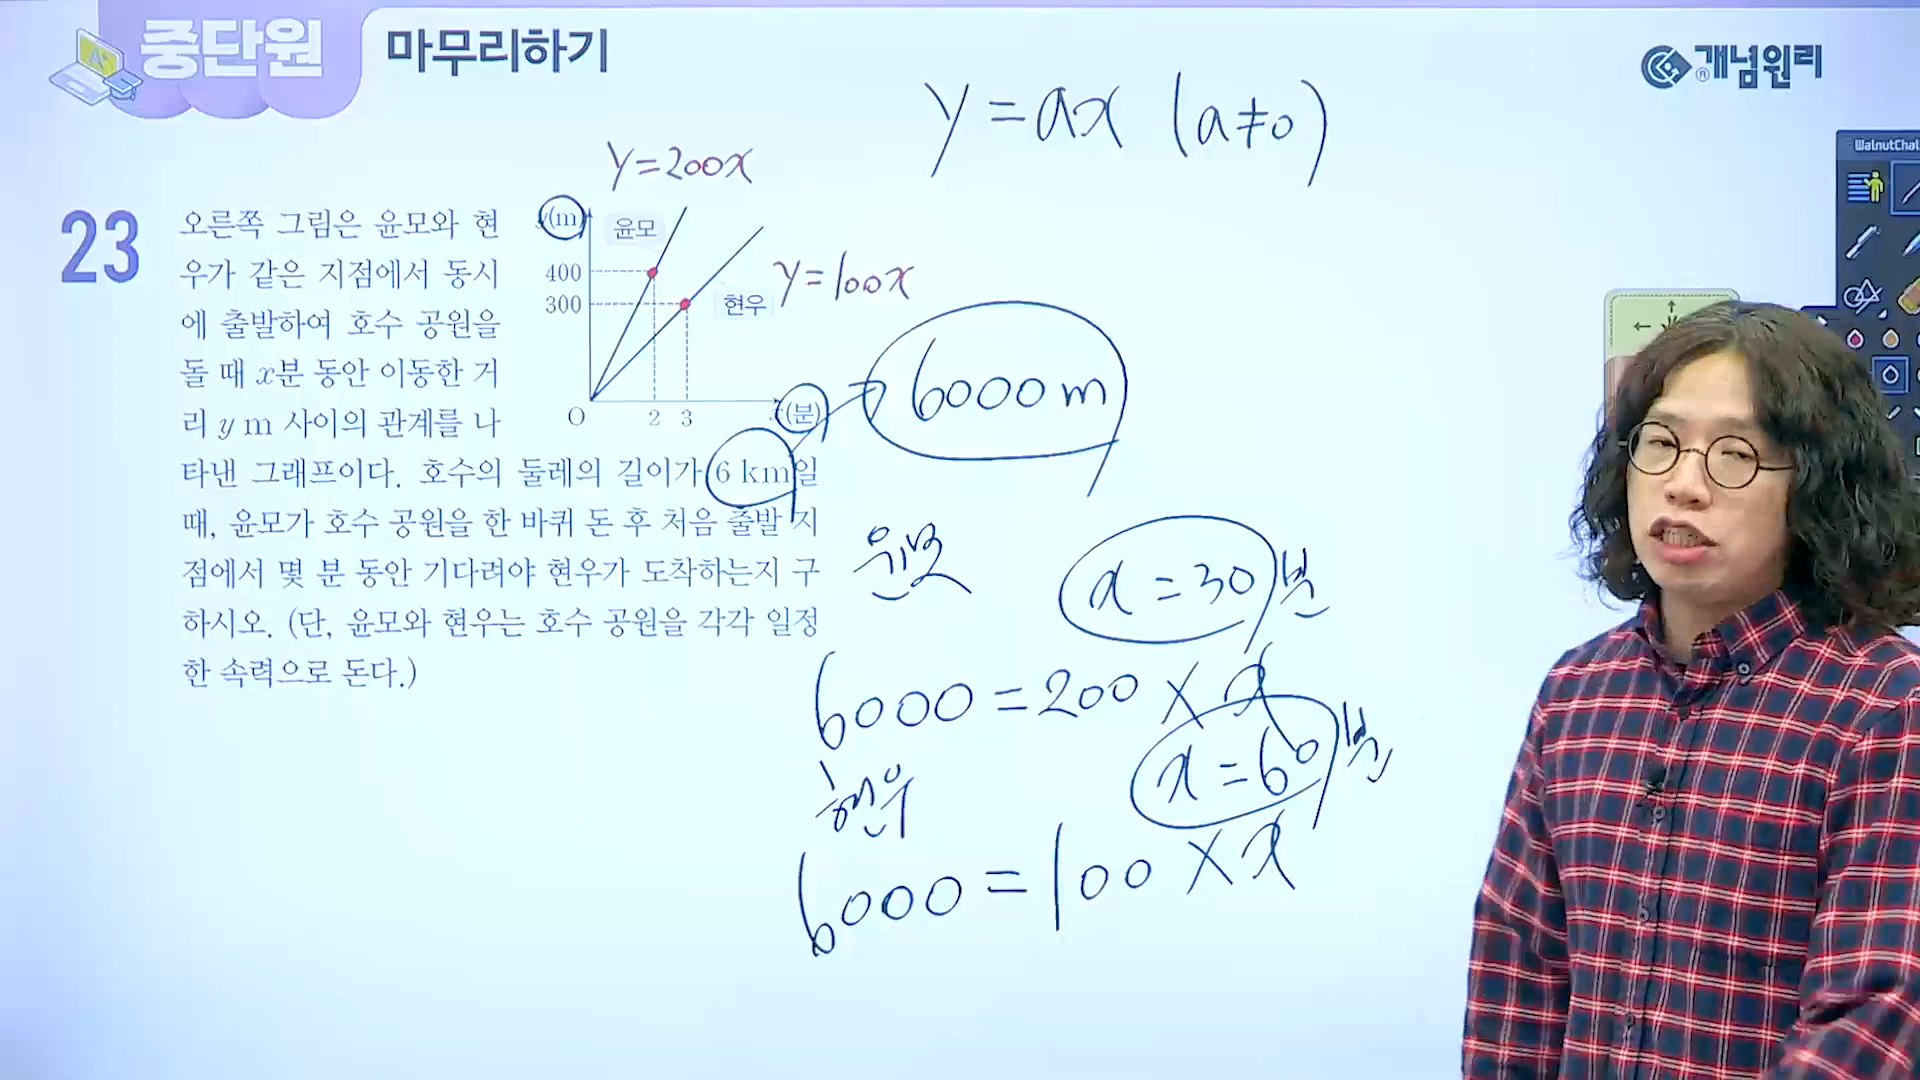 중단원 마무리하기
개념원리
y=ax (a≠0)
WalnutChal
23
오른쪽 그림은 윤모와 현
우가 같은 지점에서 동시
에 출발하여 호수 공원을
돌 때 x분 동안 이동한 거
리 y m 사이의 관계를 나
타낸 그래프이다. 호수의 둘레의 길이가 6 km일
때, 윤모가 호수 공원을 한 바퀴 돈 후 처음 출발 지
점에서 몇 분 동안 기다려야 현우가 도착하는지 구
하시오. (단, 윤모와 현우는 호수 공원을 각각 일정
한 속력으로 돈다.)
y=200x
(m)
윤모
400
300
현우
y=100x
O
2
3
(분)
6000m
윤모
x=30분
6000=200×x
현우
x=60분
6000=100×x